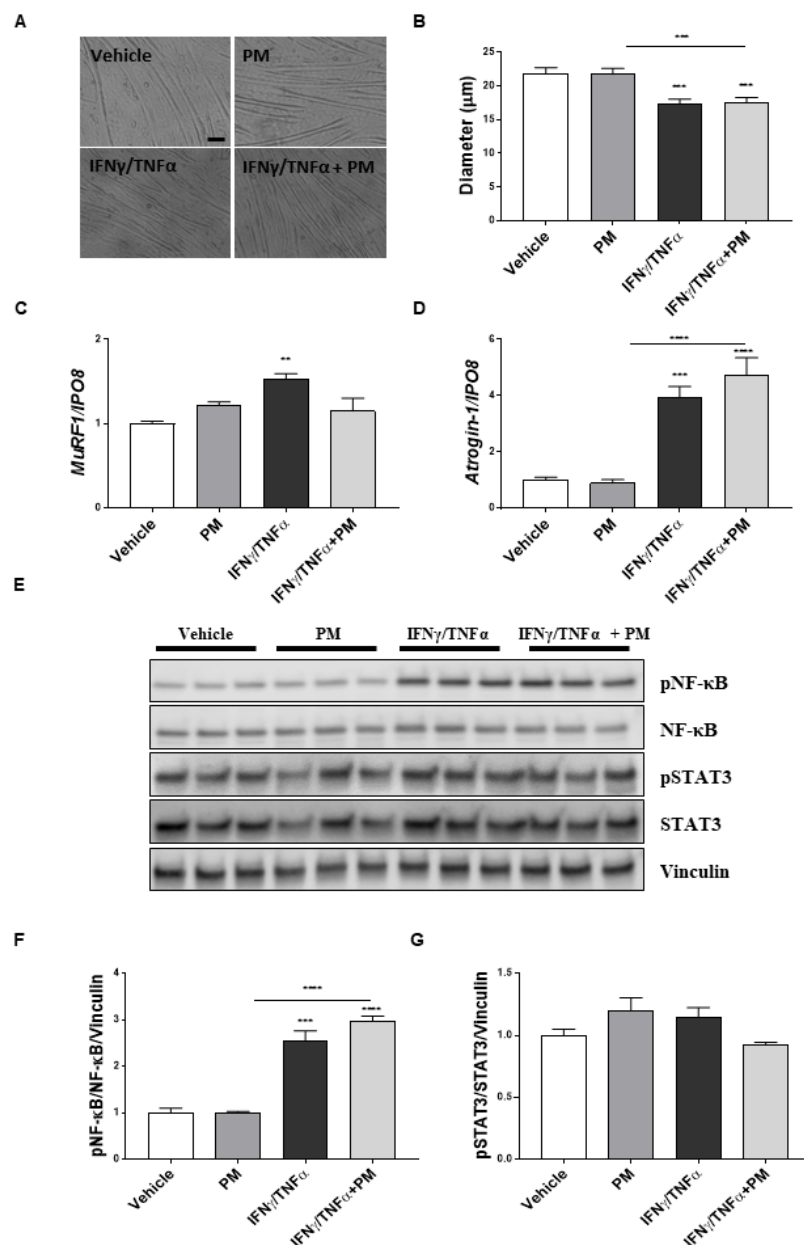 A
Vehicle
PM
IFNγ/TNFα
IFNγ/TNFα + PM
B
Diameter (μm)
25
20
15
10
5
0
***
***
***
Vehicle
PM
IFNγ/TNFα
IFNγ/TNFα+PM
C
MuRF1/IPO8
2
1
0
**
Vehicle
PM
IFNγ/TNFα
IFNγ/TNFα+PM
D
Atrogin-1/IPO8
6
4
2
0
****
***
****
Vehicle
PM
IFNγ/TNFα
IFNγ/TNFα+PM
E
Vehicle PM IFNγ/TNFα IFNγ/TNFα + PM
pNF-κB
NF-κB
pSTAT3
STAT3
Vinculin
F
pNF-κB/NF-κB/Vinculin
4
3
2
1
0
****
***
****
Vehicle
PM
IFNγ/TNFα
IFNγ/TNFα+PM
G
pSTAT3/STAT3/Vinculin
1.5
1.0
0.5
0.0
Vehicle
PM
IFNγ/TNFα
IFNγ/TNFα+PM